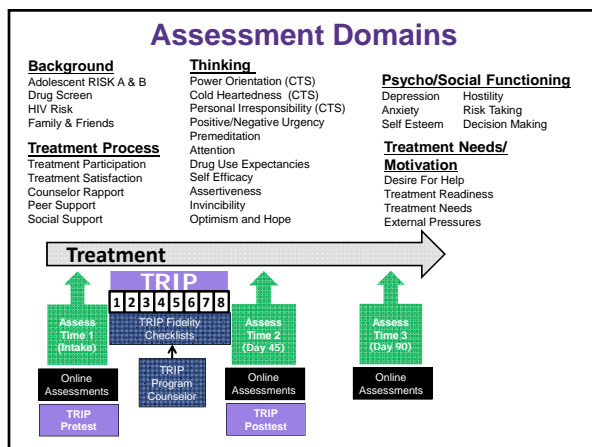 Assessment Domains
Background
Adolescent RISK A & B
Drug Screen
HIV Risk
Family & Friends
Treatment Process
Treatment Participation
Treatment Satisfaction
Counselor Rapport
Peer Support
Social Support
Thinking
Power Orientation (CTS)
Cold Heartedness (CTS)
Personal Irresponsibility (CTS)
Positive/Negative Urgency
Premeditation
Attention
Drug Use Expectancies
Self Efficacy
Assertiveness
Invincibility
Optimism and Hope
Psycho/Social Functioning
Depression Hostility
Anxiety Risk Taking
Self Esteem Decision Making
Treatment Needs/
Motivation
Desire For Help
Treatment Readiness
Treatment Needs
External Pressures
Treatment
TRIP
1 2 3 4 5 6 7 8
TRIP Fidelity
Checklists
TRIP
Program
Counselor
Assess
Time 1
(Intake)
Online
Assessments
TRIP
Pretest
Assess
Time 2
(Day 45)
Online
Assessments
TRIP
Posttest
Assess
Time 3
(Day 90)
Online
Assessments